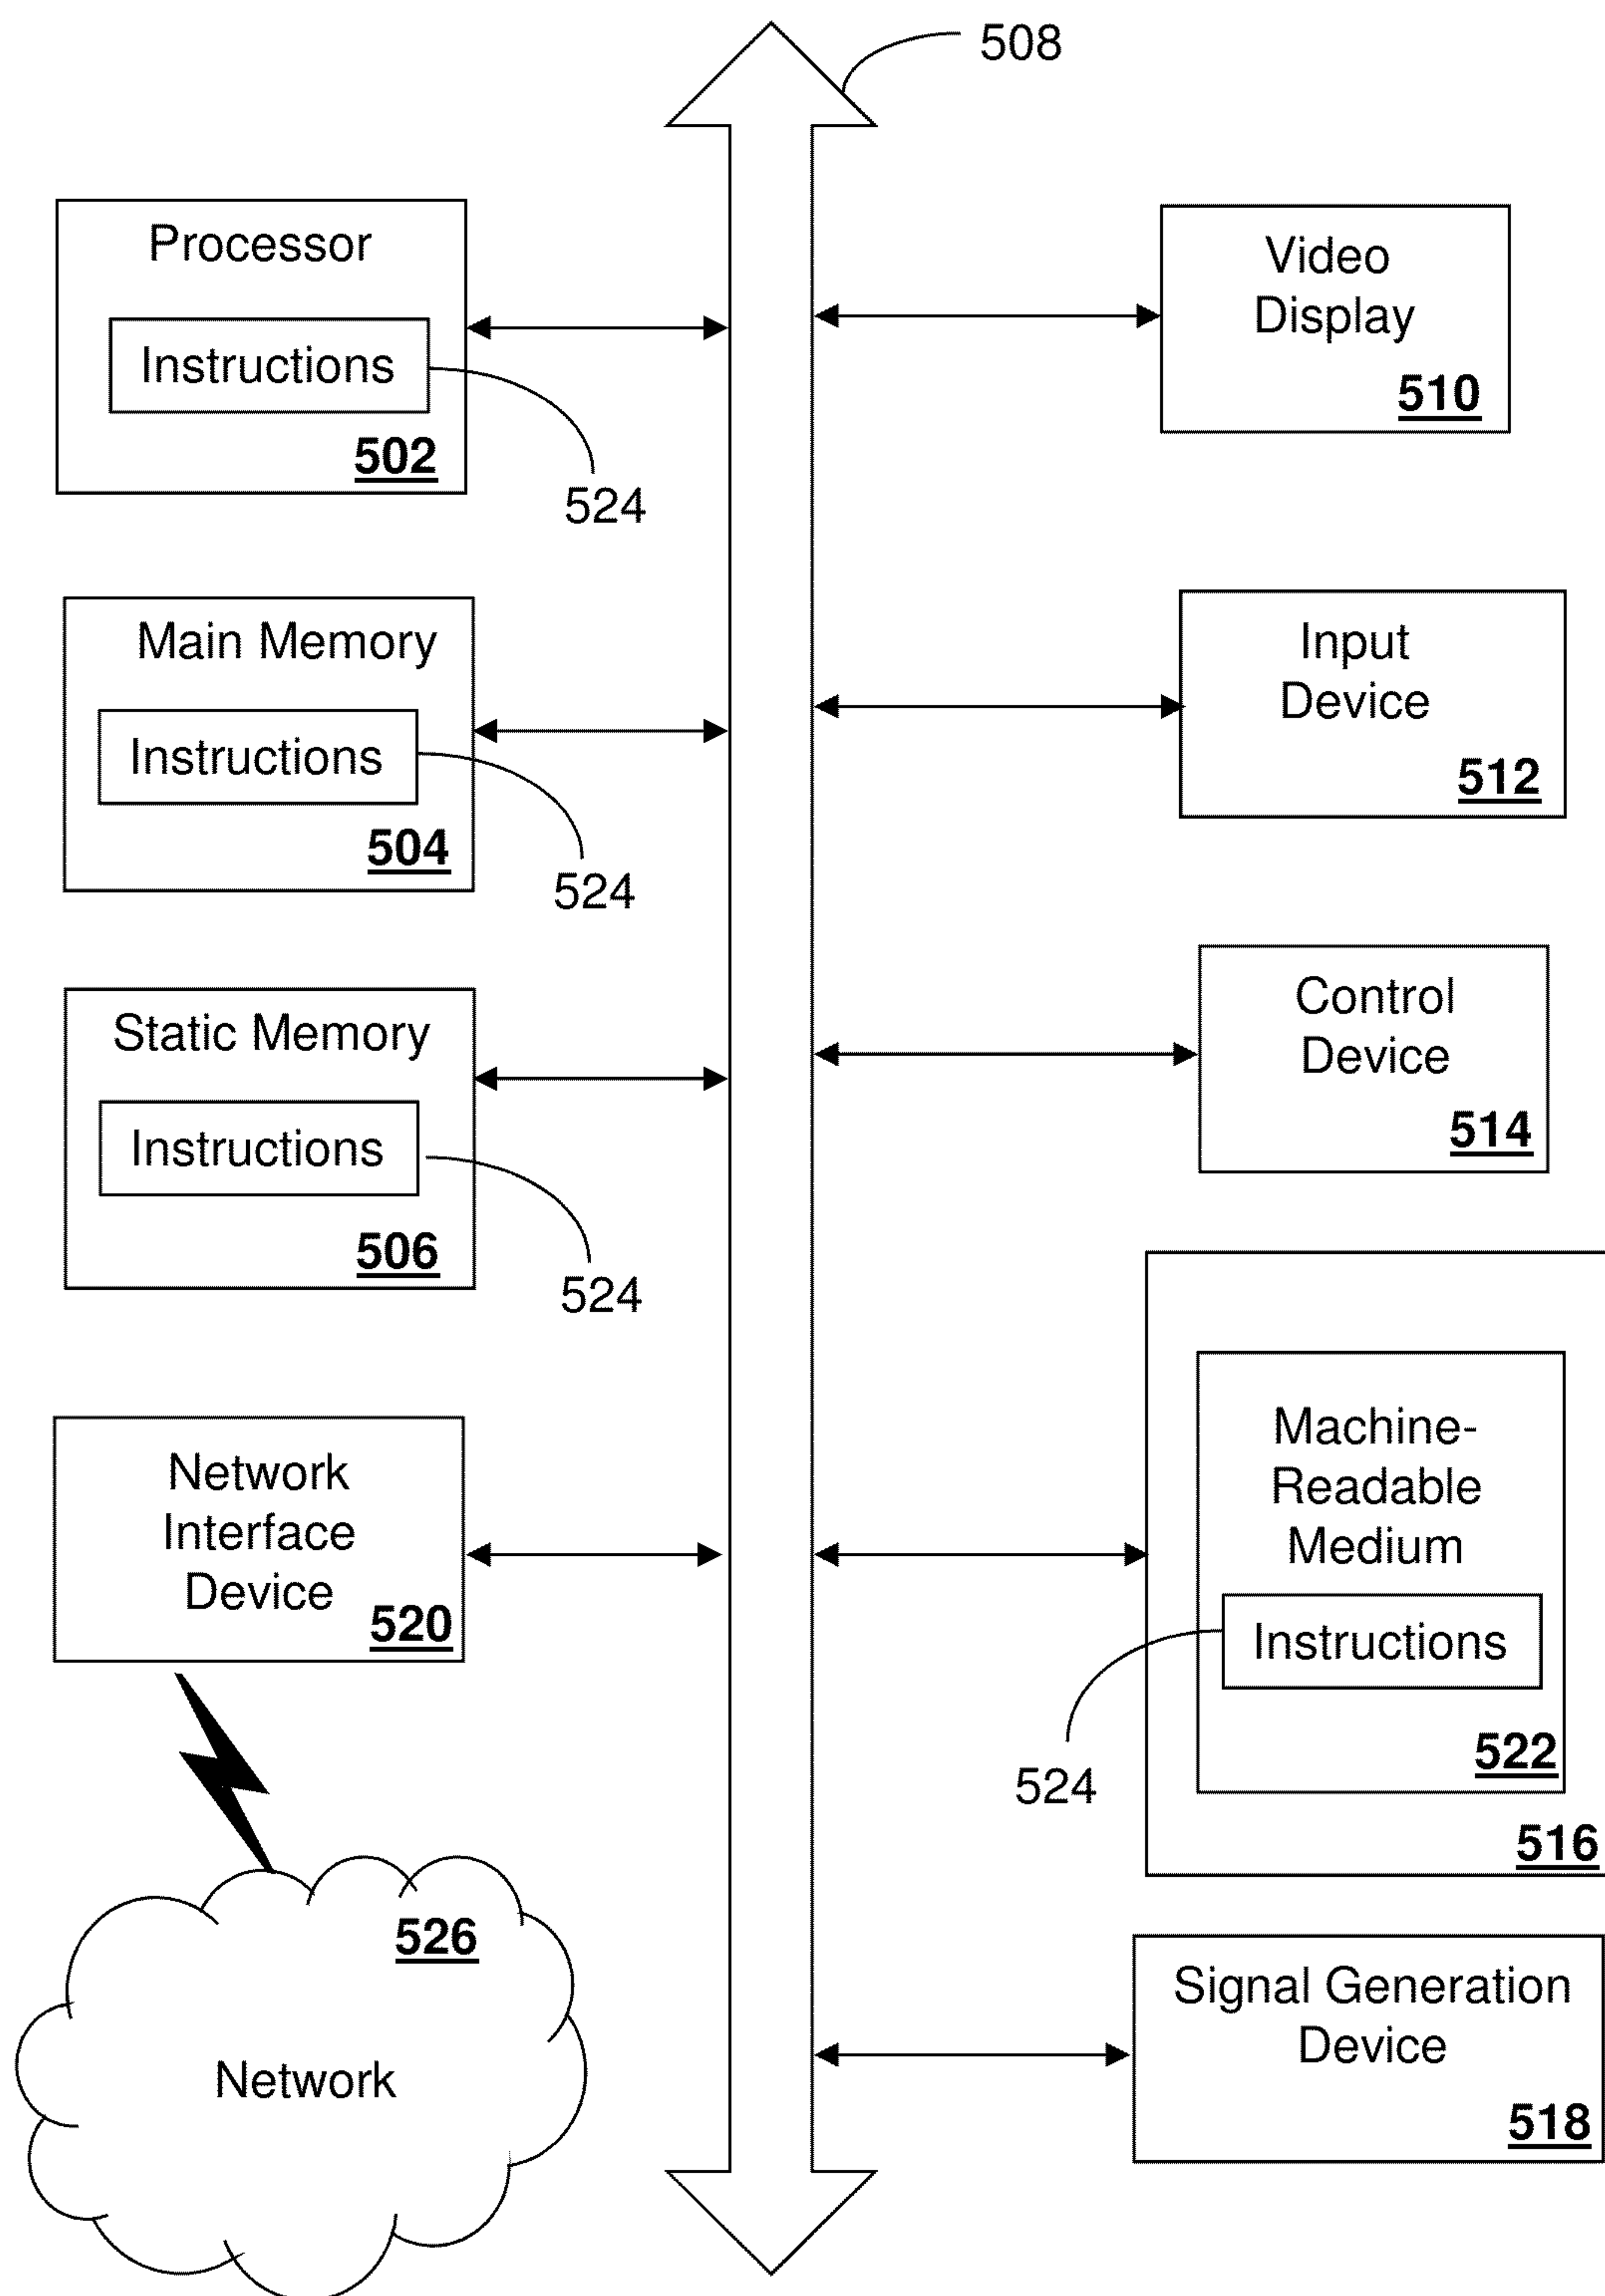 508
Processor
Instructions
502
524
Main Memory
Instructions
504
524
Static Memory
Instructions
506
524
Network
Interface
Device
520
526
Network
Video
Display
510
Input
Device
512
Control
Device
514
Machine-
Readable
Medium
Instructions
522
524
516
Signal Generation
Device
518